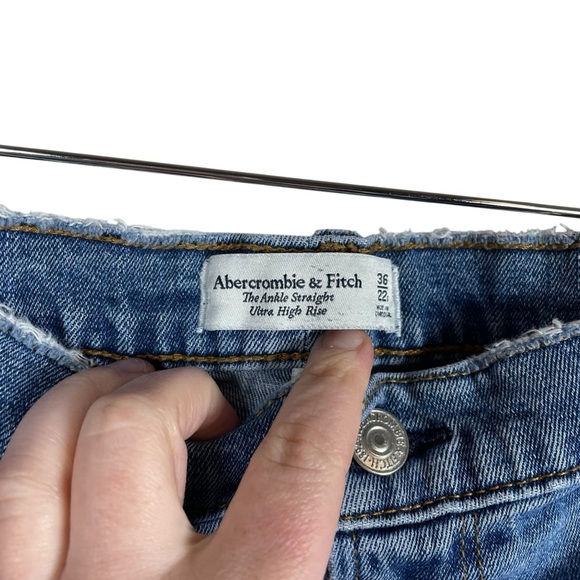 Abercrombie & Fitch
The Ankle Straight
Ultra High Rise
36
22